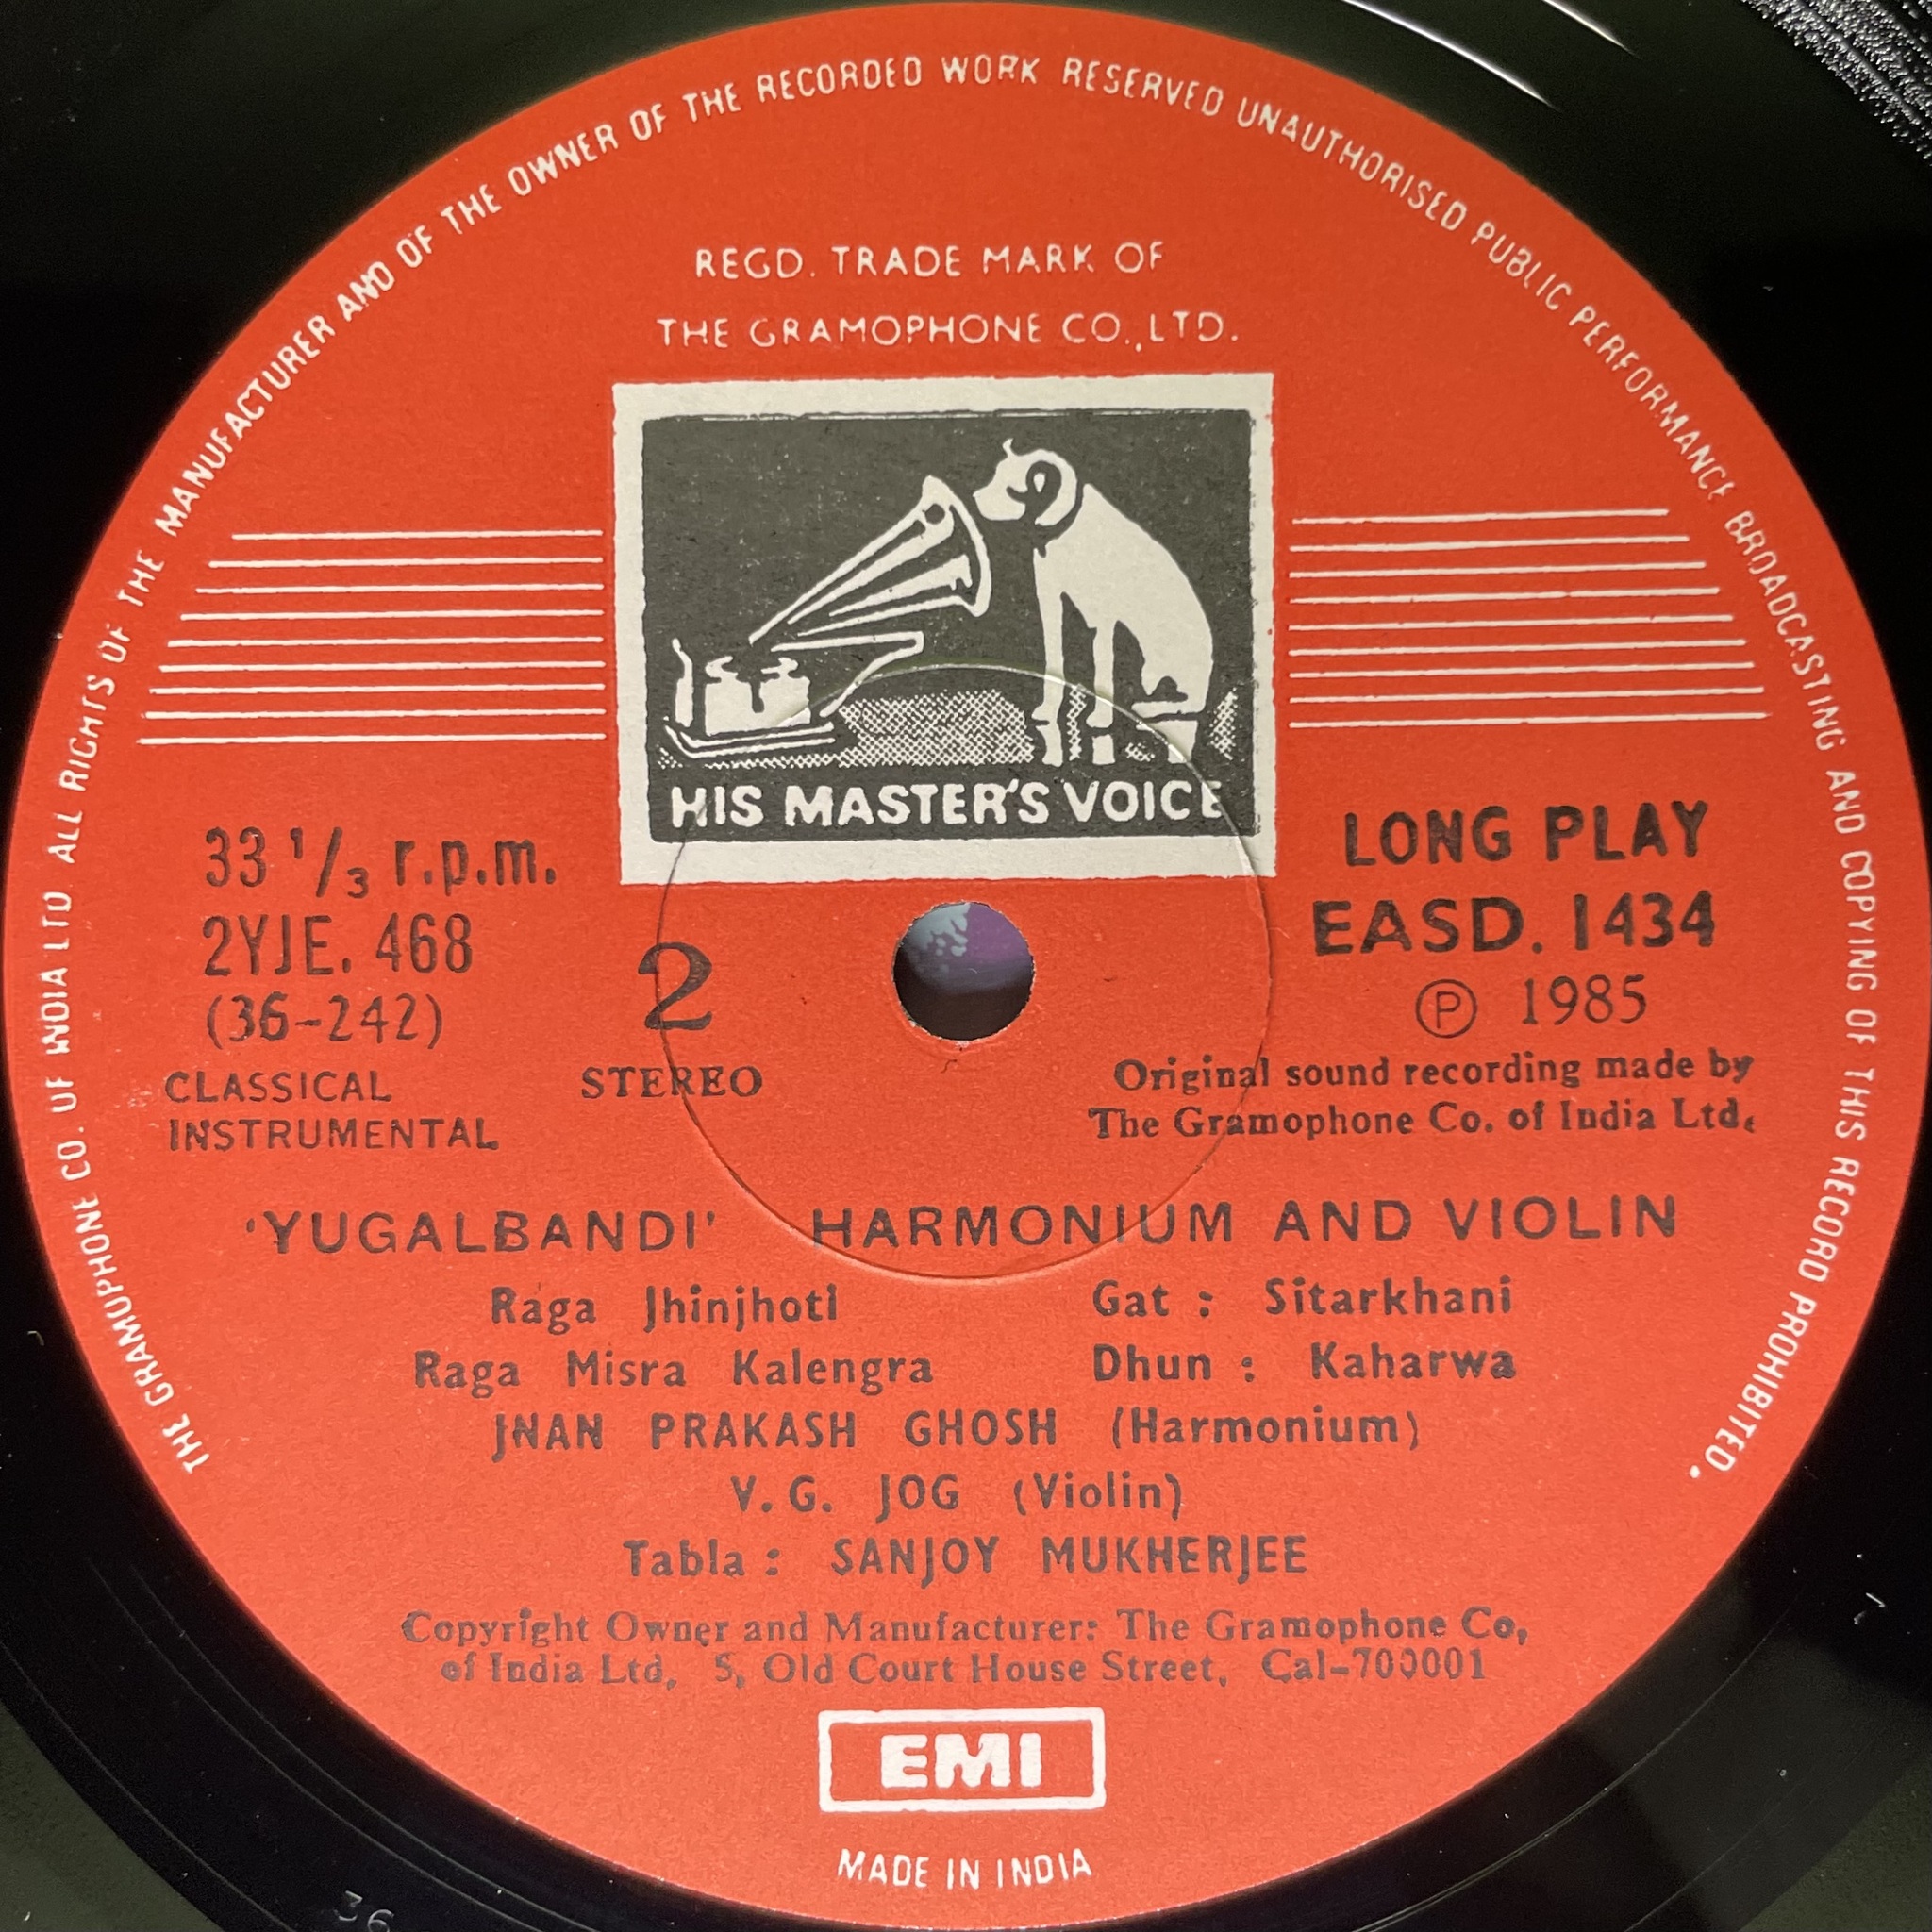 THE GRAMOPHONE CO. OF INDIA LTD. ALL RIGHTS OF THE MANUFACTURER AND OF THE OWNER OF THE RECORDED WORK RESERVED UNAUTHORISED PUBLIC PERFORMANCE BROADCASTING AND COPYING OF THIS RECORD PROHIBITED.
REGD. TRADE MARK OF
THE GRAMOPHONE CO., LTD.
HIS MASTER'S VOICE
33 1/3 r.p.m.
2YJE. 468
(36-242)
CLASSICAL
INSTRUMENTAL
2
STEREO
LONG PLAY
EASD. 1434
Ⓟ 1985
Original sound recording made by
The Gramophone Co. of India Ltd.
'YUGALBANDI' HARMONIUM AND VIOLIN
Raga Jhinjhoti Gat : Sitarkhani
Raga Misra Kalengra Dhun : Kaharwa
JNAN PRAKASH GHOSH (Harmonium)
V. G. JOG (Violin)
Tabla : SANJOY MUKHERJEE
Copyright Owner and Manufacturer: The Gramophone Co,
of India Ltd, 5, Old Court House Street, Cal-700001
EMI
MADE IN INDIA
36